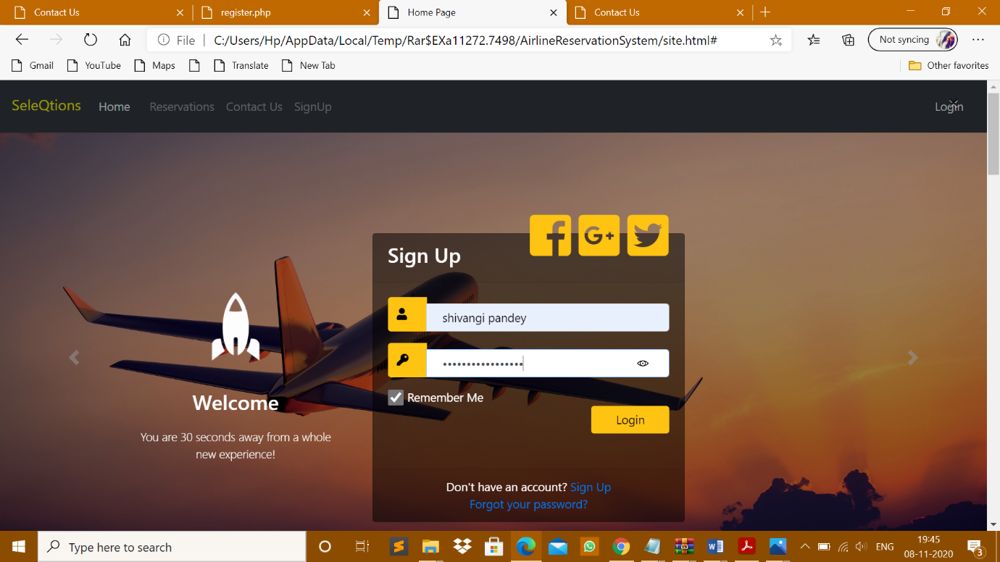 Contact Us
register.php
Home Page
Contact Us
File
C:/Users/Hp/AppData/Local/Temp/Rar$EXa11272.7498/AirlineReservationSystem/site.html#
Not syncing
Gmail
YouTube
Maps
Translate
New Tab
Other favorites
SeleQtions
Home
Reservations
Contact Us
SignUp
Login
Sign Up
shivangi pandey
Remember Me
Login
Welcome
You are 30 seconds away from a whole
new experience!
Don't have an account? Sign Up
Forgot your password?
Type here to search
ENG
19:45
08-11-2020
3